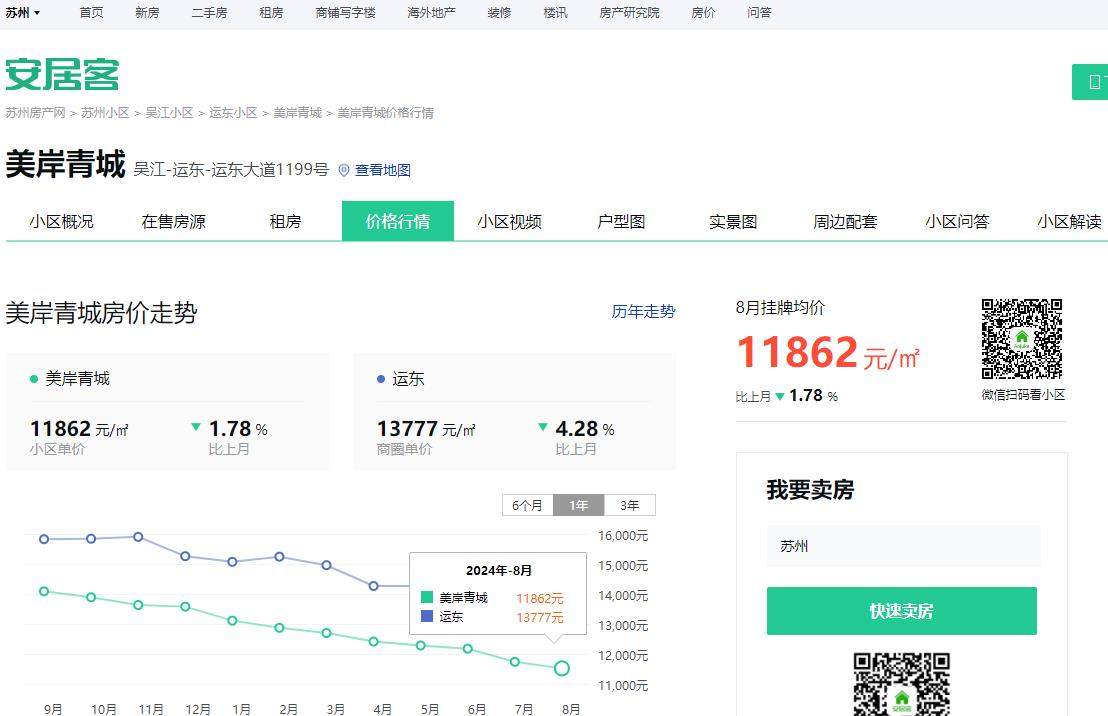 苏州 首页 新房 二手房 租房 商铺写字楼 海外地产 装修 楼讯 房产研究院 房价 问答
安居客
苏州房产网 > 苏州小区 > 吴江小区 > 运东小区 > 美岸青城 > 美岸青城价格行情
美岸青城 吴江-运东-运东大道1199号 查看地图
小区概况 在售房源 租房 价格行情 小区视频 户型图 实景图 周边配套 小区问答 小区解读
美岸青城房价走势 历年走势
美岸青城
11862 元/㎡ 1.78 %
小区单价 比上月
运东
13777 元/㎡ 4.28 %
商圈单价 比上月
6个月 1年 3年
16,000元
15,000元
14,000元
13,000元
12,000元
11,000元
2024年-8月
美岸青城 11862元
运东 13777元
9月 10月 11月 12月 1月 2月 3月 4月 5月 6月 7月 8月
8月挂牌均价
11862元/㎡
比上月 1.78 %
微信扫码看小区
我要卖房
苏州
快速卖房